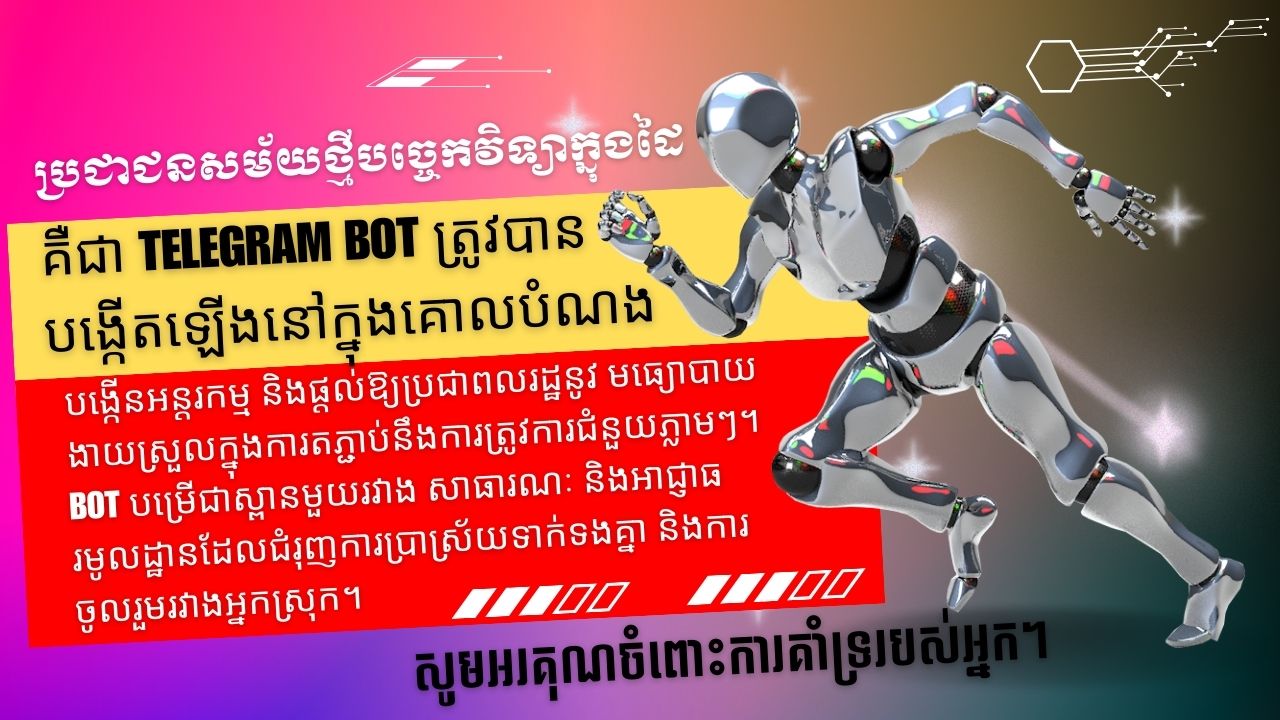 ប្រជាជនសម័យថ្មីបច្ចេកវិទ្យាក្នុងដៃ
គឺជា TELEGRAM BOT ត្រូវបាន
បង្កើតឡើងនៅក្នុងគោលបំណង
បង្កើនអន្តរកម្ម និងផ្តល់ឱ្យប្រជាពលរដ្ឋនូវ មធ្យោបាយ
ងាយស្រួលក្នុងការតភ្ជាប់នឹងការត្រូវការជំនួយភ្លាមៗ។
BOT បម្រើជាស្ពានមួយរវាង សាធារណៈ និងអាជ្ញាធ
រមូលដ្ឋានដែលជំរុញការប្រាស្រ័យទាក់ទងគ្នា និងការ
ចូលរួមរវាងអ្នកស្រុក។
សូមអរគុណចំពោះការគាំទ្ររបស់អ្នក។